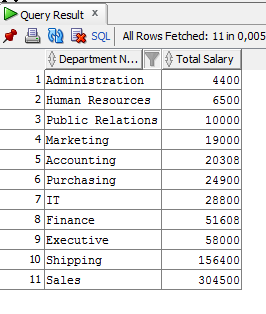 Query Result x
SQL All Rows Fetched: 11 in 0,005
Department N... Total Salary
1 Administration 4400
2 Human Resources 6500
3 Public Relations 10000
4 Marketing 19000
5 Accounting 20308
6 Purchasing 24900
7 IT 28800
8 Finance 51608
9 Executive 58000
10 Shipping 156400
11 Sales 304500